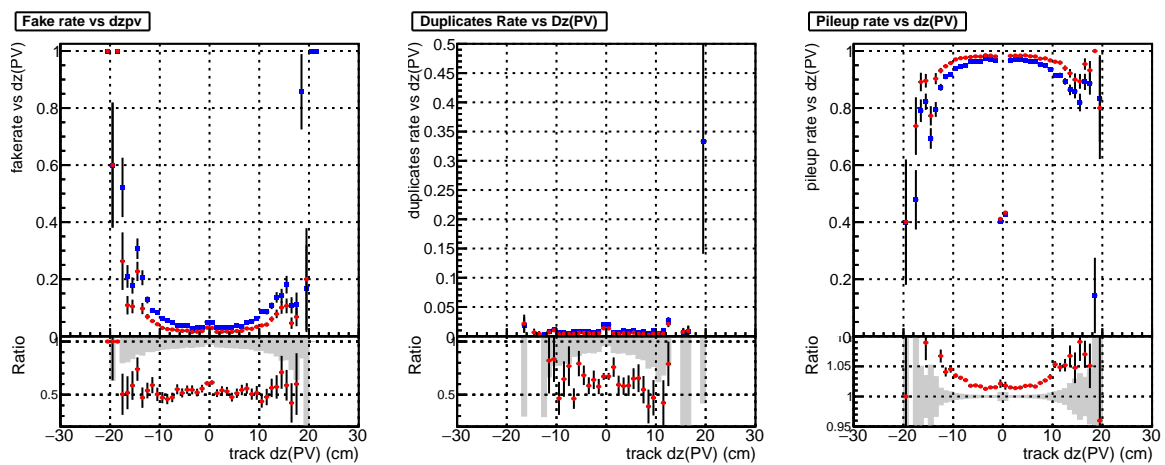 Fake rate vs dzpv
fakerate vs dz(PV)
1
0.8
0.6
0.4
0.2
0
Ratio
1
0.5
−30 −20 −10 0 10 20 30
track dz(PV) (cm)
Duplicates Rate vs Dz(PV)
duplicates rate vs dz(PV)
0.5
0.45
0.4
0.35
0.3
0.25
0.2
0.15
0.1
0.05
0
Ratio
1
0.5
−30 −20 −10 0 10 20 30
track dz(PV) (cm)
Pileup rate vs dz(PV)
pileup rate vs dz(PV)
1
0.8
0.6
0.4
0.2
0
Ratio
1.05
1
0.95
−30 −20 −10 0 10 20 30
track dz(PV) (cm)